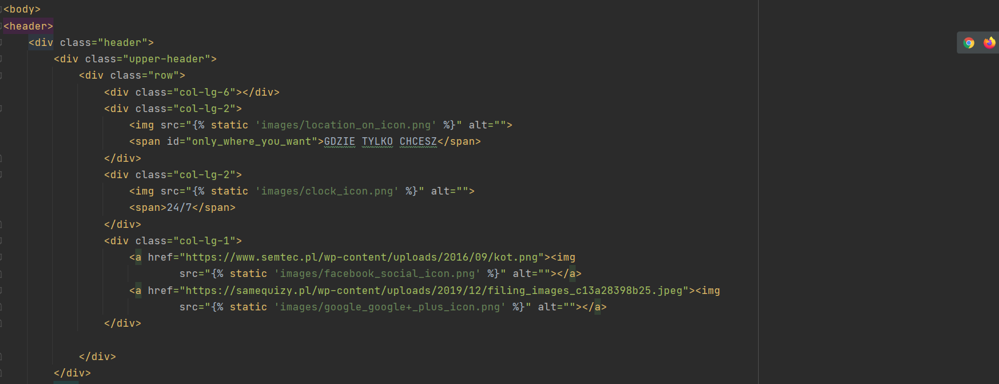 <body>
<header>
<div class="header">
<div class="upper-header">
<div class="row">
<div class="col-lg-6"></div>
<div class="col-lg-2">
<img src="{% static 'images/location_on_icon.png' %}" alt="">
<span id="only_where_you_want">GDZIE TYLKO CHCESZ</span>
</div>
<div class="col-lg-2">
<img src="{% static 'images/clock_icon.png' %}" alt="">
<span>24/7</span>
</div>
<div class="col-lg-1">
<a href="https://www.semtec.pl/wp-content/uploads/2016/09/kot.png"><img
src="{% static 'images/facebook_social_icon.png' %}" alt=""></a>
<a href="https://samequizy.pl/wp-content/uploads/2019/12/filing_images_c13a28398b25.jpeg"><img
src="{% static 'images/google_google+_plus_icon.png' %}" alt=""></a>
</div>
</div>
</div>